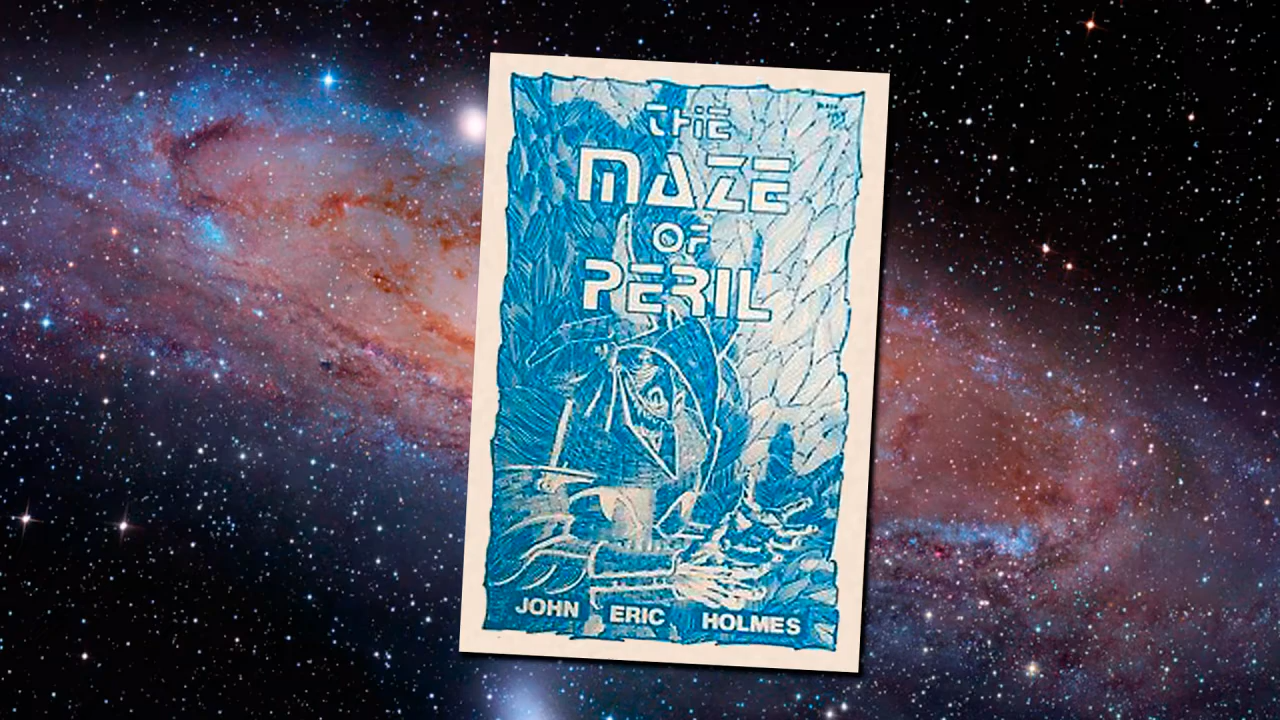 THE
MAZE
OF
PERIL
JOHN ERIC HOLMES